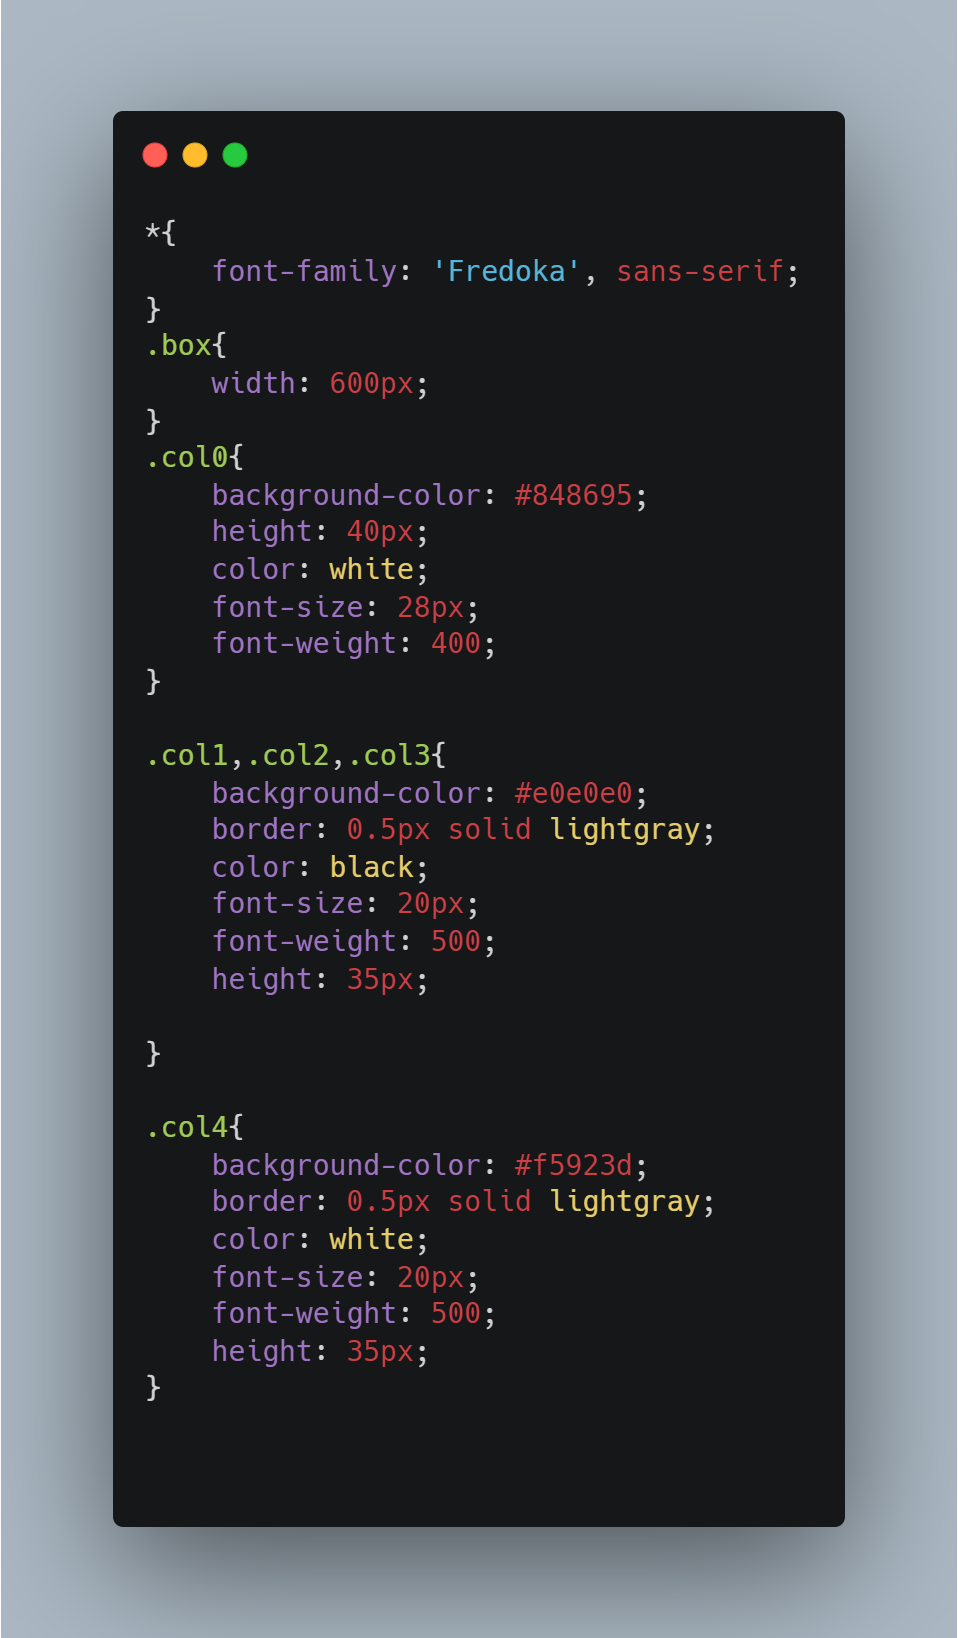 *{
    font-family: 'Fredoka', sans-serif;
}
.box{
    width: 600px;
}
.col0{
    background-color: #848695;
    height: 40px;
    color: white;
    font-size: 28px;
    font-weight: 400;
}

.col1,.col2,.col3{
    background-color: #e0e0e0;
    border: 0.5px solid lightgray;
    color: black;
    font-size: 20px;
    font-weight: 500;
    height: 35px;

}

.col4{
    background-color: #f5923d;
    border: 0.5px solid lightgray;
    color: white;
    font-size: 20px;
    font-weight: 500;
    height: 35px;
}